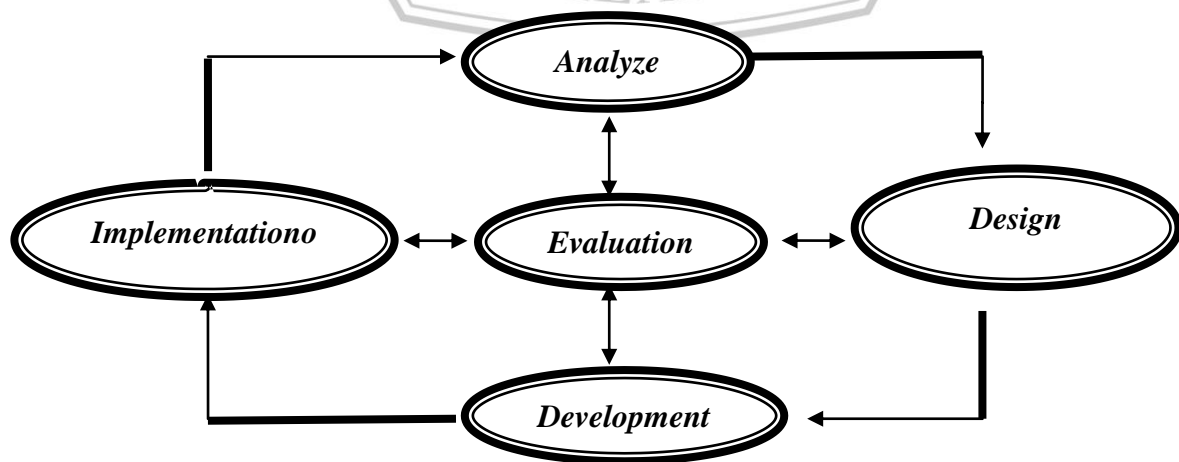 Analyze
Implementationo
Evaluation
Design
Development